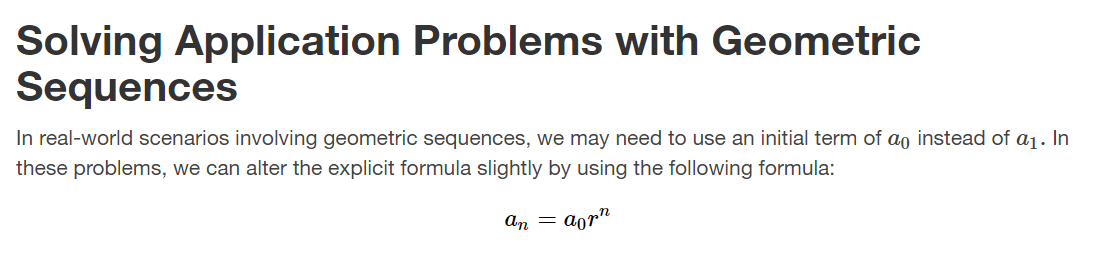 Solving Application Problems with Geometric
Sequences
In real-world scenarios involving geometric sequences, we may need to use an initial term of a₀ instead of a₁. In
these problems, we can alter the explicit formula slightly by using the following formula:
aₙ = a₀rⁿ